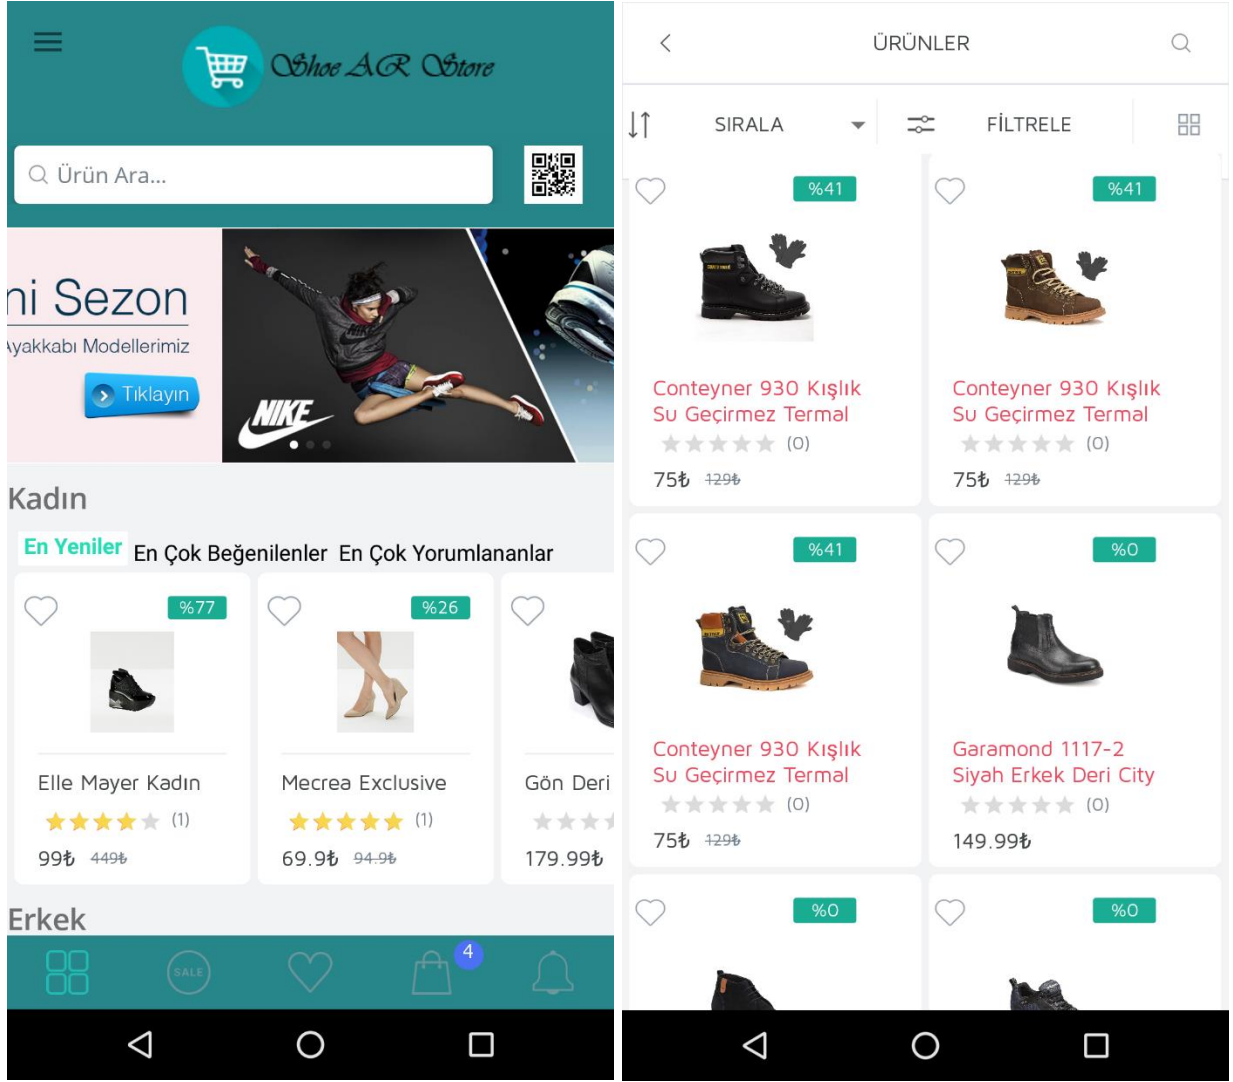 Shoe AR Store
Ürün Ara...
ni Sezon
Ayakkabı Modellerimiz
Tıklayın
NIKE
NIKE
Kadın
En Yeniler En Çok Beğenilenler En Çok Yorumlananlar
%77
%26
Elle Mayer Kadın
(1)
99₺ 449₺
Mecrea Exclusive
(1)
69.9₺ 94.9₺
Gön Deri
179.99₺
Erkek
SALE
4
ÜRÜNLER
SIRALA
FİLTRELE
%41
Conteyner 930 Kışlık
Su Geçirmez Termal
(0)
75₺ 129₺
%41
Conteyner 930 Kışlık
Su Geçirmez Termal
(0)
75₺ 129₺
%41
Conteyner 930 Kışlık
Su Geçirmez Termal
(0)
75₺ 129₺
%0
Garamond 1117-2
Siyah Erkek Deri City
(0)
149.99₺
%0
%0